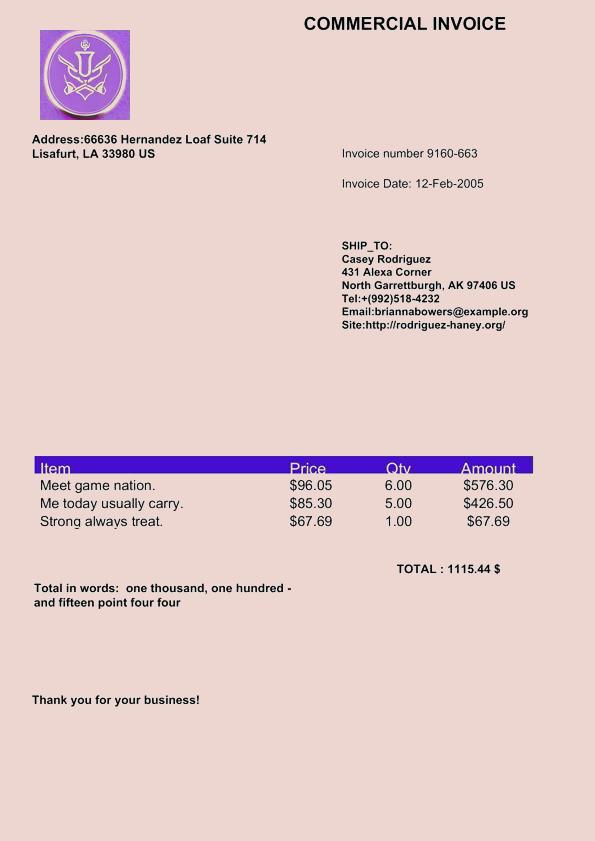 COMMERCIAL INVOICE
Address:66636 Hernandez Loaf Suite 714
Lisafurt, LA 33980 US
Invoice number 9160-663
Invoice Date: 12-Feb-2005
SHIP_TO:
Casey Rodriguez
431 Alexa Corner
North Garrettburgh, AK 97406 US
Tel:+(992)518-4232
Email:briannabowers@example.org
Site:http://rodriguez-haney.org/
Item Price Qty Amount
Meet game nation. $96.05 6.00 $576.30
Me today usually carry. $85.30 5.00 $426.50
Strong always treat. $67.69 1.00 $67.69
TOTAL : 1115.44 $
Total in words: one thousand, one hundred -
and fifteen point four four
Thank you for your business!